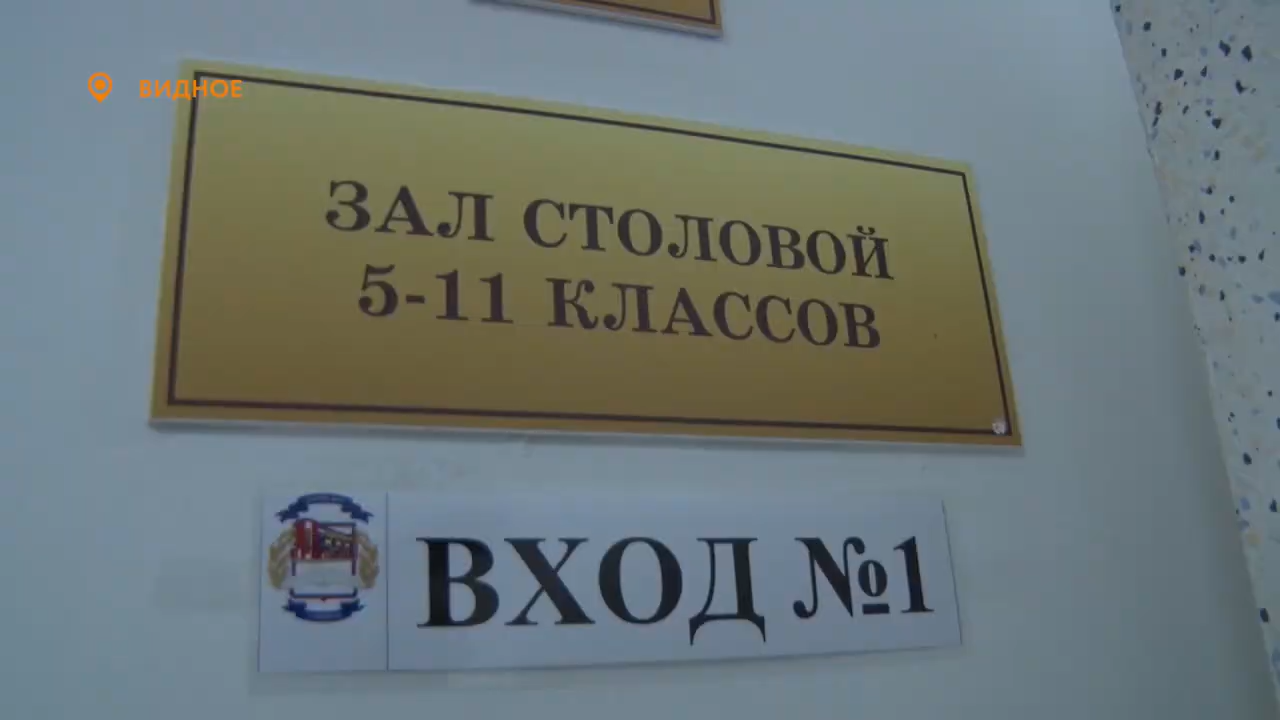 ВИДНОЕ
ЗАЛ СТОЛОВОЙ
5-11 КЛАССОВ
ВХОД №1